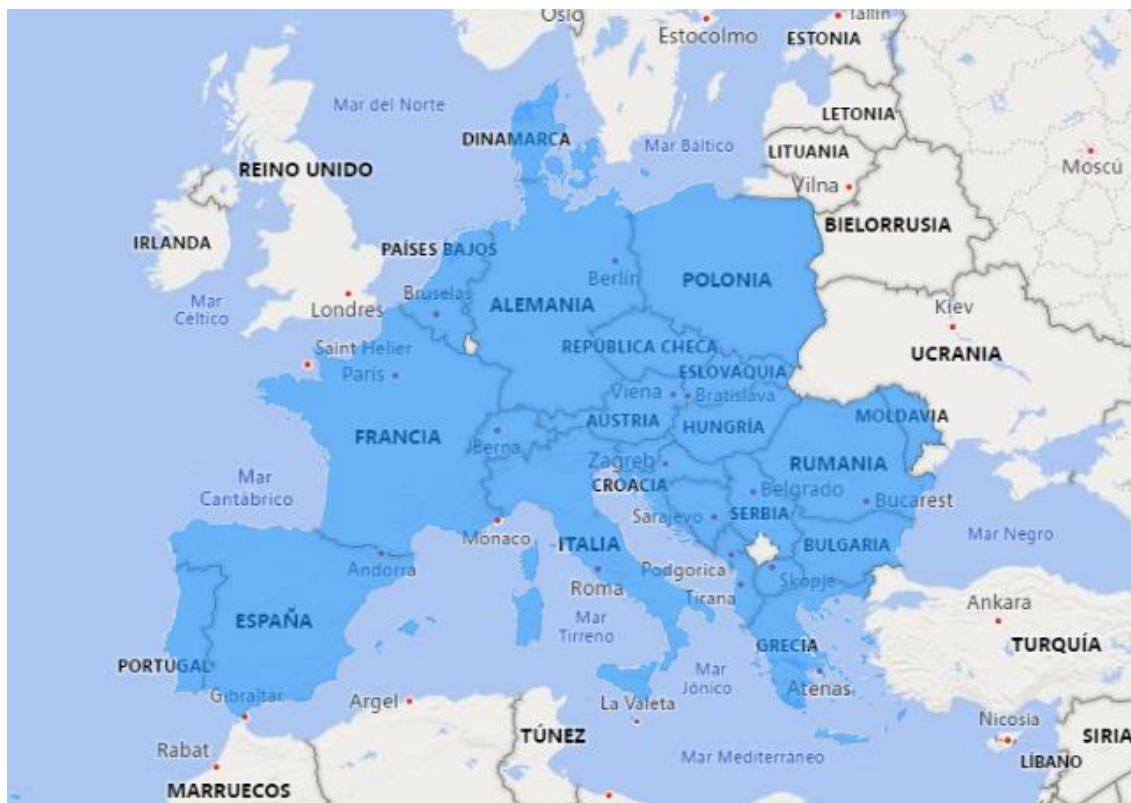 Oslo
Tallin
Estocolmo
ESTONIA
Mar del Norte
LETONIA
DINAMARCA
Mar Báltico
LITUANIA
Moscú
REINO UNIDO
Vilna
BIELORRUSIA
IRLANDA
PAÍSES BAJOS
Berlín
POLONIA
Mar
Céltico
Londres
Bruselas
ALEMANIA
Kiev
UCRANIA
Saint Helier
París
REPÚBLICA CHECA
ESLOVAQUIA
Viena
Bratislava
MOLDAVIA
FRANCIA
Berna
AUSTRIA
HUNGRÍA
RUMANIA
Zagreb
CROACIA
Mar
Cantábrico
Belgrado
Bucarest
Sarajevo
SERBIA
Mar Negro
Mónaco
ITALIA
BULGARIA
Andorra
Podgorica
Skopje
Roma
Tirana
Ankara
ESPAÑA
Mar
Tirreno
GRECIA
TURQUÍA
PORTUGAL
Mar
Jónico
Atenas
Gibraltar
Argel
La Valeta
Nicosia
Rabat
TÚNEZ
SIRIA
Mar Mediterráneo
LÍBANO
MARRUECOS